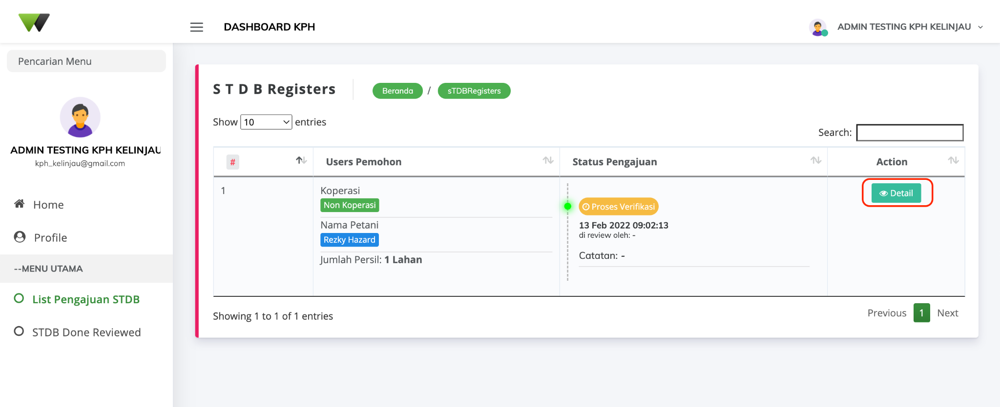 DASHBOARD KPH
ADMIN TESTING KPH KELINJAU
Pencarian Menu
ADMIN TESTING KPH KELINJAU
kph_kelinjau@gmail.com
Home
Profile
--MENU UTAMA
List Pengajuan STDB
STDB Done Reviewed
S T D B Registers
Beranda / sTDBRegisters
Show 10 entries
Search:
# Users Pemohon Status Pengajuan Action
1
Koperasi
Non Koperasi
Nama Petani
Rezky Hazard
Jumlah Persil: 1 Lahan
Proses Verifikasi
13 Feb 2022 09:02:13
di review oleh: -
Catatan: -
Detail
Showing 1 to 1 of 1 entries
Previous 1 Next